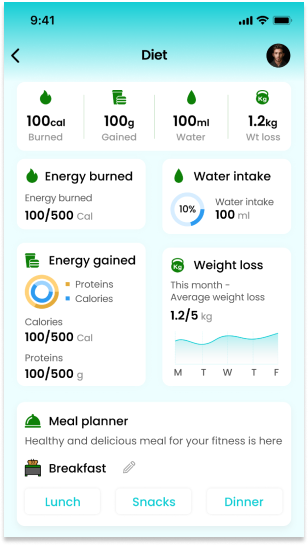 9:41
Diet
100cal 100g 100ml 1.2kg
Burned Gained Water Wt loss
Energy burned
Energy burned
100/500 Cal
Water intake
10%
Water intake
100 ml
Energy gained
Proteins
Calories
Calories
100/500 Cal
Proteins
100/500 g
Kg
Weight loss
This month -
Average weight loss
1.2/5 kg
M T W T F
Meal planner
Healthy and delicious meal for your fitness is here
Breakfast
Lunch Snacks Dinner